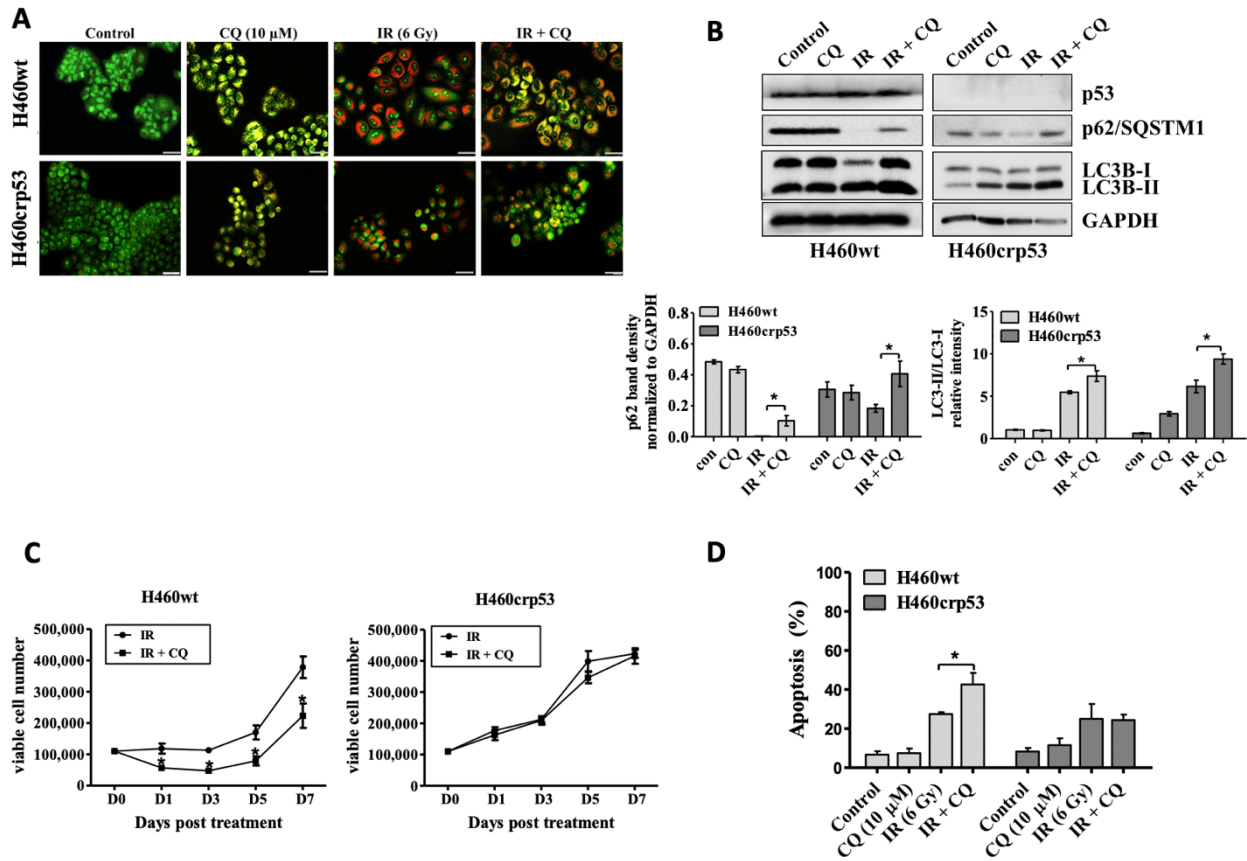 A
Control
CQ (10 µM)
IR (6 Gy)
IR + CQ
H460wt
H460crp53
B
Control
CQ
IR
IR + CQ
Control
CQ
IR
IR + CQ
p53
p62/SQSTM1
LC3B-I
LC3B-II
GAPDH
H460wt
H460crp53
p62 band density
normalized to GAPDH
H460wt
H460crp53
0.6
0.4
0.2
0.0
*
*
con
CQ
IR
IR + CQ
con
CQ
IR
IR + CQ
LC3-II/LC3-I
relative intensity
H460wt
H460crp53
15
10
5
0
*
*
con
CQ
IR
IR + CQ
con
CQ
IR
IR + CQ
C
H460wt
viable cell number
500,000
400,000
300,000
200,000
100,000
0
IR
IR + CQ
*
*
*
*
D0 D1 D3 D5 D7
Days post treatment
H460crp53
viable cell number
500,000
400,000
300,000
200,000
100,000
0
IR
IR + CQ
D0 D1 D3 D5 D7
Days post treatment
D
Apoptosis (%)
100
80
60
40
20
0
H460wt
H460crp53
*
Control
CQ (10 µM)
IR (6 Gy)
IR + CQ
Control
CQ (10 µM)
IR (6 Gy)
IR + CQ